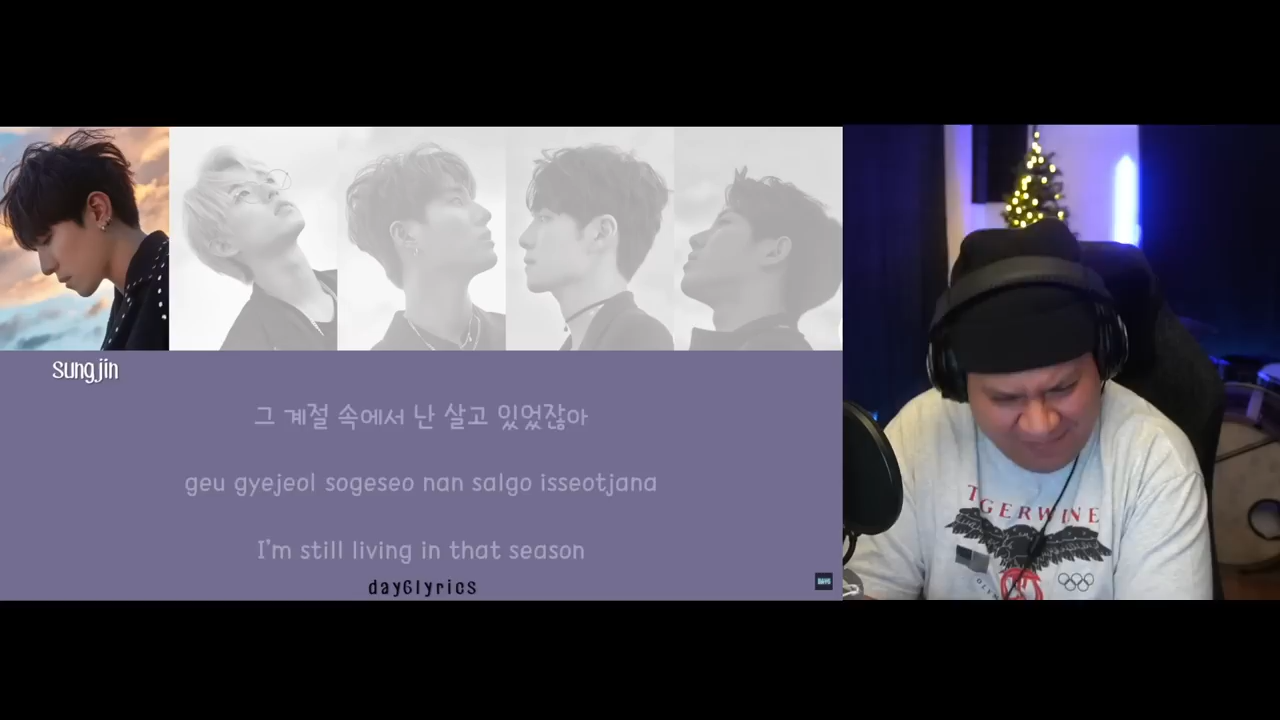 sungjin
그 계절 속에서 난 살고 있었잖아
geu gyejeol sogeseo nan salgo isseotjana
I'm still living in that season
day6lyrics
DAY6
TGERWINE